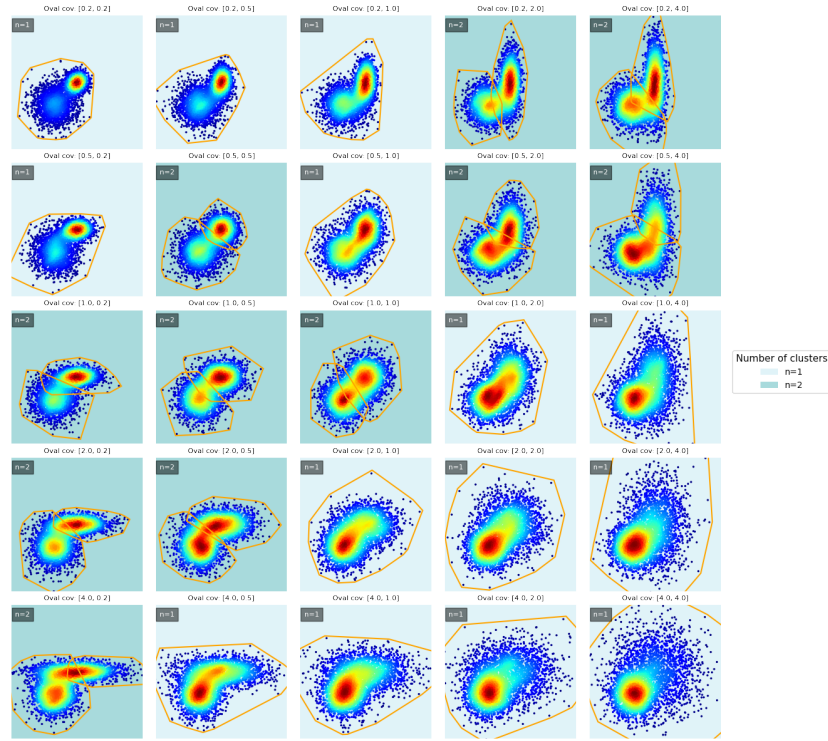 Oval cov: [0.2, 0.2]
Oval cov: [0.2, 0.5]
Oval cov: [0.2, 1.0]
Oval cov: [0.2, 2.0]
Oval cov: [0.2, 4.0]
n=1
n=1
n=1
n=2
n=2
Oval cov: [0.5, 0.2]
Oval cov: [0.5, 0.5]
Oval cov: [0.5, 1.0]
Oval cov: [0.5, 2.0]
Oval cov: [0.5, 4.0]
n=1
n=2
n=1
n=2
n=2
Oval cov: [1.0, 0.2]
Oval cov: [1.0, 0.5]
Oval cov: [1.0, 1.0]
Oval cov: [1.0, 2.0]
Oval cov: [1.0, 4.0]
n=2
n=2
n=2
n=1
n=1
Number of clusters
n=1
n=2
Oval cov: [2.0, 0.2]
Oval cov: [2.0, 0.5]
Oval cov: [2.0, 1.0]
Oval cov: [2.0, 2.0]
Oval cov: [2.0, 4.0]
n=2
n=2
n=1
n=1
n=1
Oval cov: [4.0, 0.2]
Oval cov: [4.0, 0.5]
Oval cov: [4.0, 1.0]
Oval cov: [4.0, 2.0]
Oval cov: [4.0, 4.0]
n=2
n=1
n=1
n=1
n=1